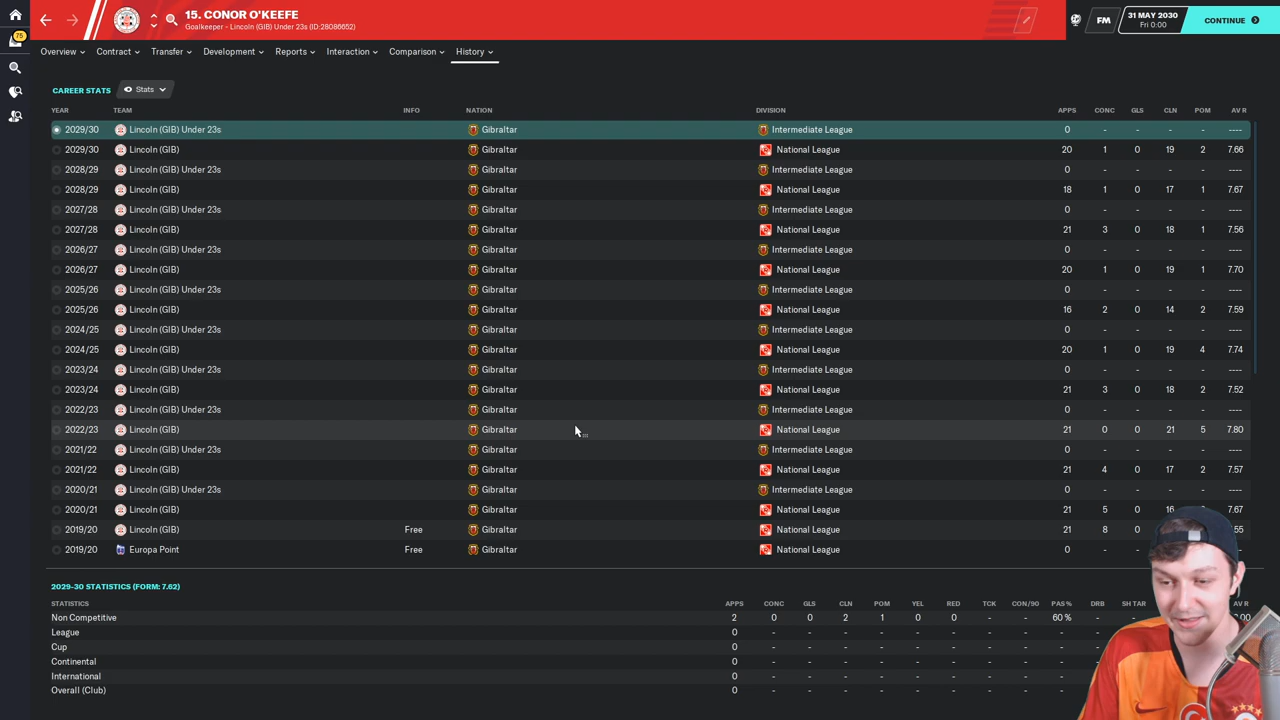 15. CONOR O'KEEFE
Goalkeeper - Lincoln (GIB) Under 23s (ID:28086652)
FM
31 MAY 2030
Fri 0:00
CONTINUE
75
Overview Contract Transfer Development Reports Interaction Comparison History
CAREER STATS Stats
YEAR TEAM INFO NATION DIVISION APPS CONC GLS CLN POM AV R
2029/30 Lincoln (GIB) Under 23s Gibraltar Intermediate League 0 - - - - ----
2029/30 Lincoln (GIB) Gibraltar National League 20 1 0 19 2 7.66
2028/29 Lincoln (GIB) Under 23s Gibraltar Intermediate League 0 - - - - ----
2028/29 Lincoln (GIB) Gibraltar National League 18 1 0 17 1 7.67
2027/28 Lincoln (GIB) Under 23s Gibraltar Intermediate League 0 - - - - ----
2027/28 Lincoln (GIB) Gibraltar National League 21 3 0 18 1 7.56
2026/27 Lincoln (GIB) Under 23s Gibraltar Intermediate League 0 - - - - ----
2026/27 Lincoln (GIB) Gibraltar National League 20 1 0 19 1 7.70
2025/26 Lincoln (GIB) Under 23s Gibraltar Intermediate League 0 - - - - ----
2025/26 Lincoln (GIB) Gibraltar National League 16 2 0 14 2 7.59
2024/25 Lincoln (GIB) Under 23s Gibraltar Intermediate League 0 - - - - ----
2024/25 Lincoln (GIB) Gibraltar National League 20 1 0 19 4 7.74
2023/24 Lincoln (GIB) Under 23s Gibraltar Intermediate League 0 - - - - ----
2023/24 Lincoln (GIB) Gibraltar National League 21 3 0 18 2 7.52
2022/23 Lincoln (GIB) Under 23s Gibraltar Intermediate League 0 - - - - ----
2022/23 Lincoln (GIB) Gibraltar National League 21 0 0 21 5 7.80
2021/22 Lincoln (GIB) Under 23s Gibraltar Intermediate League 0 - - - - ----
2021/22 Lincoln (GIB) Gibraltar National League 21 4 0 17 2 7.57
2020/21 Lincoln (GIB) Under 23s Gibraltar Intermediate League 0 - - - - ----
2020/21 Lincoln (GIB) Gibraltar National League 21 5 0 16 7.67
2019/20 Lincoln (GIB) Free Gibraltar National League 21 8 0
2019/20 Europa Point Free Gibraltar National League 0 - -
2029-30 STATISTICS (FORM: 7.62)
STATISTICS APPS CONC GLS CLN POM YEL RED TCK CON/90 PAS % DRB SH TAR AV R
Non Competitive 2 0 0 2 1 0 0 - - 60 % - -
League 0 - - - - - - - - - -
Cup 0 - - - - - - - - - -
Continental 0 - - - - - - - - - -
International 0 - - - - - - - - - -
Overall (Club) 0 - - - - - - - - - -